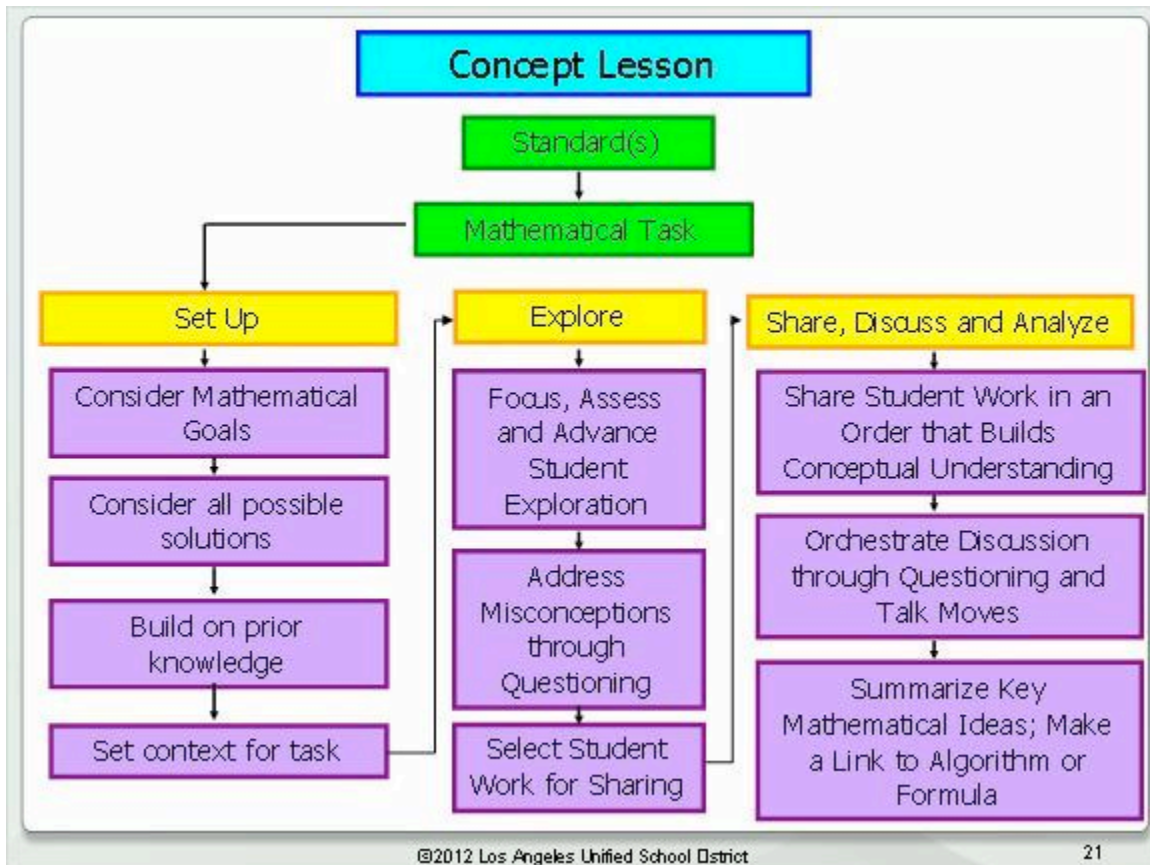 Concept Lesson
Standard(s)
Mathematical Task
Set Up
Consider Mathematical
Goals
Consider all possible
solutions
Build on prior
knowledge
Set context for task
Explore
Focus, Assess
and Advance
Student
Exploration
Address
Misconceptions
through
Questioning
Select Student
Work for Sharing
Share, Discuss and Analyze
Share Student Work in an
Order that Builds
Conceptual Understanding
Orchestrate Discussion
through Questioning and
Talk Moves
Summarize Key
Mathematical Ideas; Make
a Link to Algorithm or
Formula
©2012 Los Angeles Unified School District
21